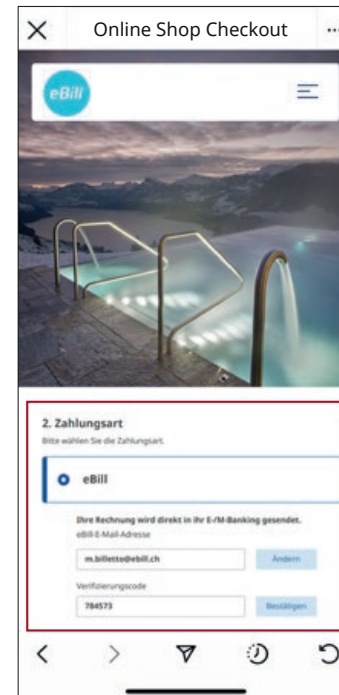 Online Shop Checkout
eBill
2. Zahlungsart
Bitte wählen Sie die Zahlungsart.
eBill
Ihre Rechnung wird direkt in Ihr E-/M-Banking gesendet.
eBill-E-Mail-Adresse
m.billetto@ebill.ch Ändern
Verifizierungscode
784573 Bestätigen